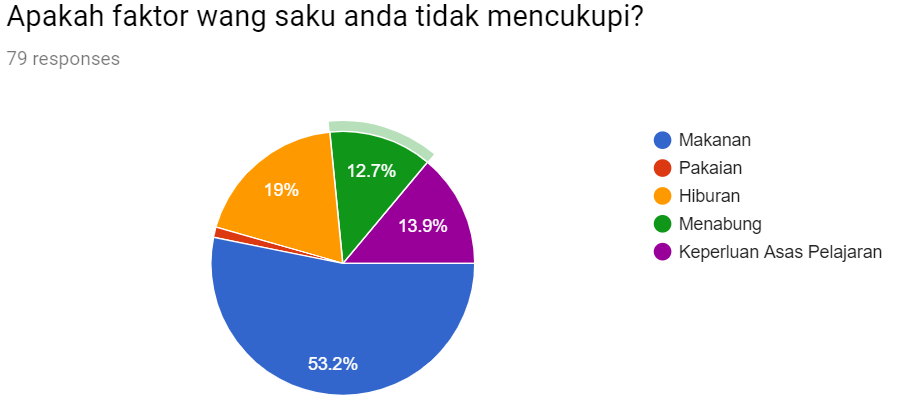 Apakah faktor wang saku anda tidak mencukupi?
79 responses
Makanan
Pakaian
Hiburan
Menabung
Keperluan Asas Pelajaran
12.7%
19%
13.9%
53.2%